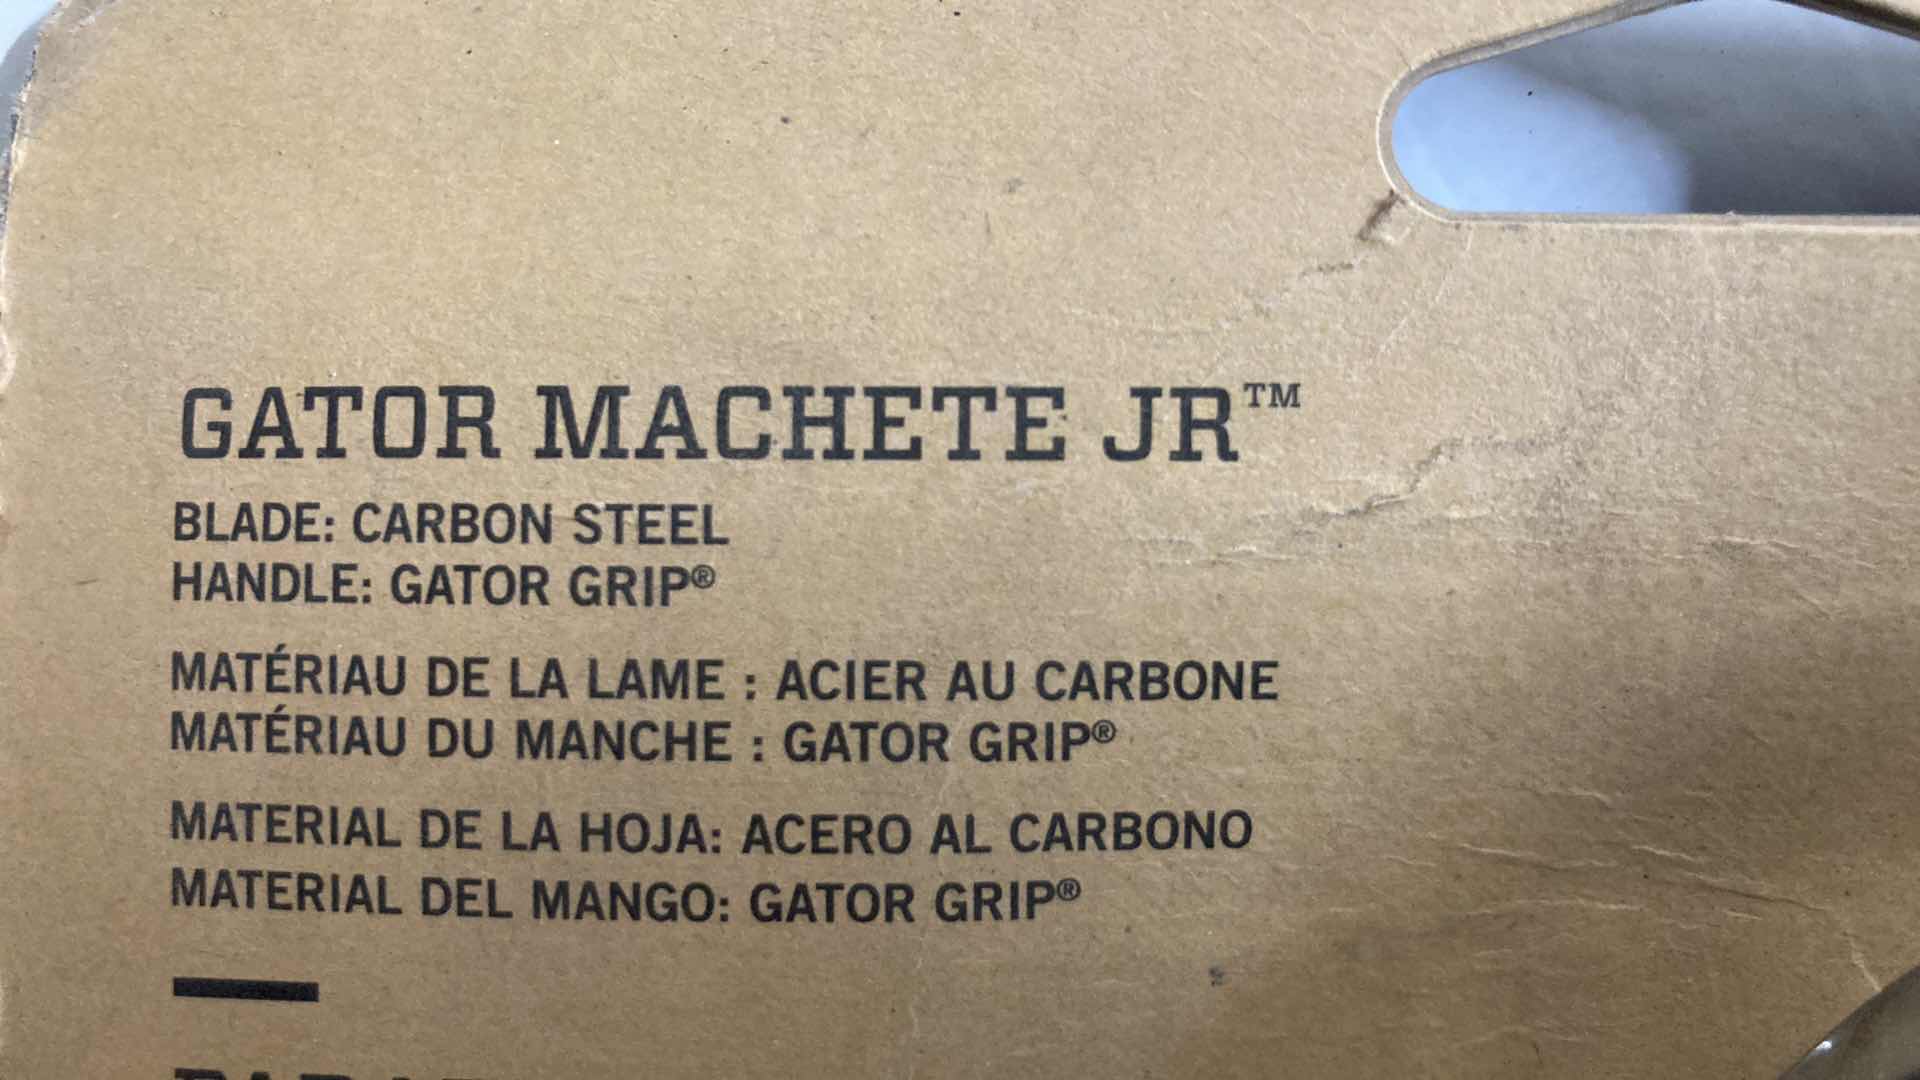 GATOR MACHETE JR™
BLADE: CARBON STEEL
HANDLE: GATOR GRIP®
MATÉRIAU DE LA LAME : ACIER AU CARBONE
MATÉRIAU DU MANCHE : GATOR GRIP®
MATERIAL DE LA HOJA: ACERO AL CARBONO
MATERIAL DEL MANGO: GATOR GRIP®